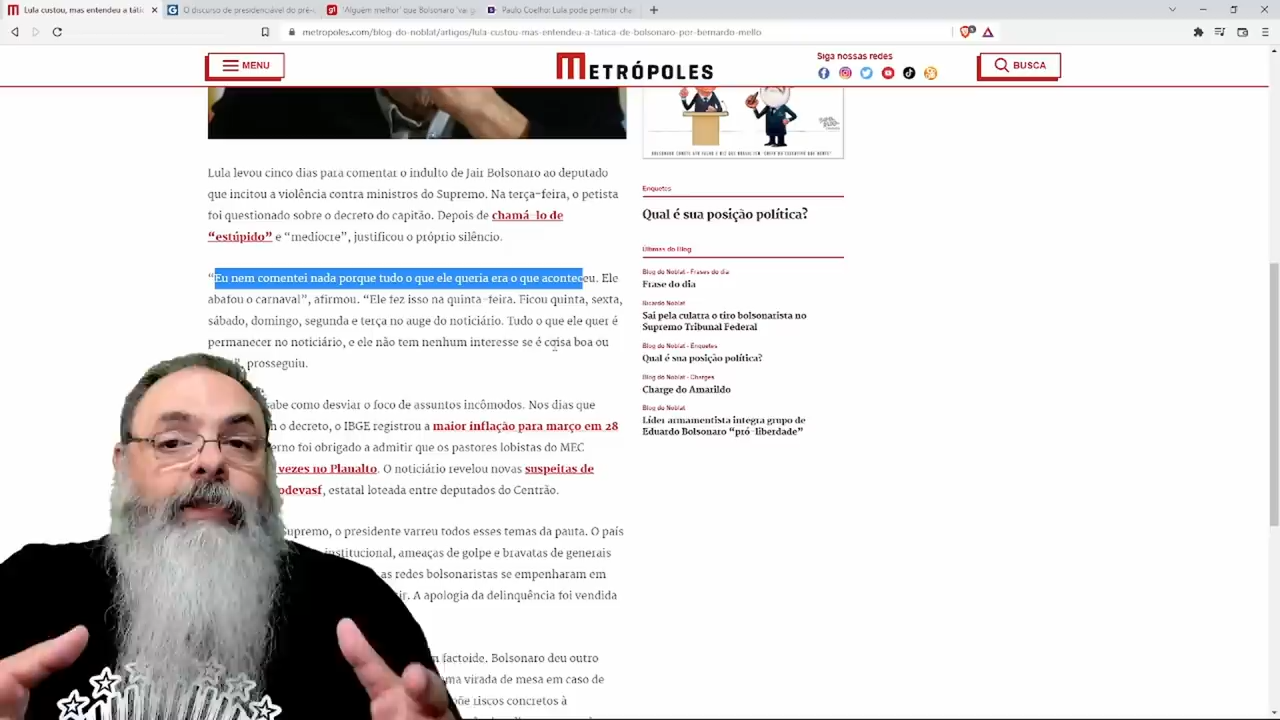 Lula custou, mas entendeu a tátic
O discurso do presidenciável do pré-
'Alguém melhor' que Bolsonaro 'vai g
Paulo Coelho: Lula pode permitir cha
metropoles.com/blog-do-noblat/artigos/lula-custou-mas-entendeu-a-tatica-de-bolsonaro-por-bernardo-mello
MENU
METRÓPOLES
Siga nossas redes
BUSCA
Lula levou cinco dias para comentar o indulto de Jair Bolsonaro ao deputado
que incitou a violência contra ministros do Supremo. Na terça-feira, o petista
foi questionado sobre o decreto do capitão. Depois de chamá-lo de
“estúpido” e “medíocre”, justificou o próprio silêncio.
“Eu nem comentei nada porque tudo o que ele queria era o que aconteceu. Ele
abafou o carnaval”, afirmou. “Ele fez isso na quinta-feira. Ficou quinta, sexta,
sábado, domingo, segunda e terça no auge do noticiário. Tudo o que ele quer é
permanecer no noticiário, e ele não tem nenhum interesse se é coisa boa ou
”, prosseguiu.
sabe como desviar o foco de assuntos incômodos. Nos dias que
o decreto, o IBGE registrou a maior inflação para março em 28
erno foi obrigado a admitir que os pastores lobistas do MEC
vezes no Planalto. O noticiário revelou novas suspeitas de
odevasf, estatal loteada entre deputados do Centrão.
Supremo, o presidente varreu todos esses temas da pauta. O país
institucional, ameaças de golpe e bravatas de generais
as redes bolsonaristas se empenharam em
ir. A apologia da delinquência foi vendida
factoide. Bolsonaro deu outro
ma virada de mesa em caso de
õe riscos concretos à
Enquetes
Qual é sua posição política?
Últimas do Blog
Blog do Noblat - Frases do dia
Frase do dia
Ricardo Noblat
Sai pela culatra o tiro bolsonarista no
Supremo Tribunal Federal
Blog do Noblat - Enquetes
Qual é sua posição política?
Blog do Noblat - Charges
Charge do Amarildo
Blog do Noblat
Líder armamentista integra grupo de
Eduardo Bolsonaro “pró-liberdade”